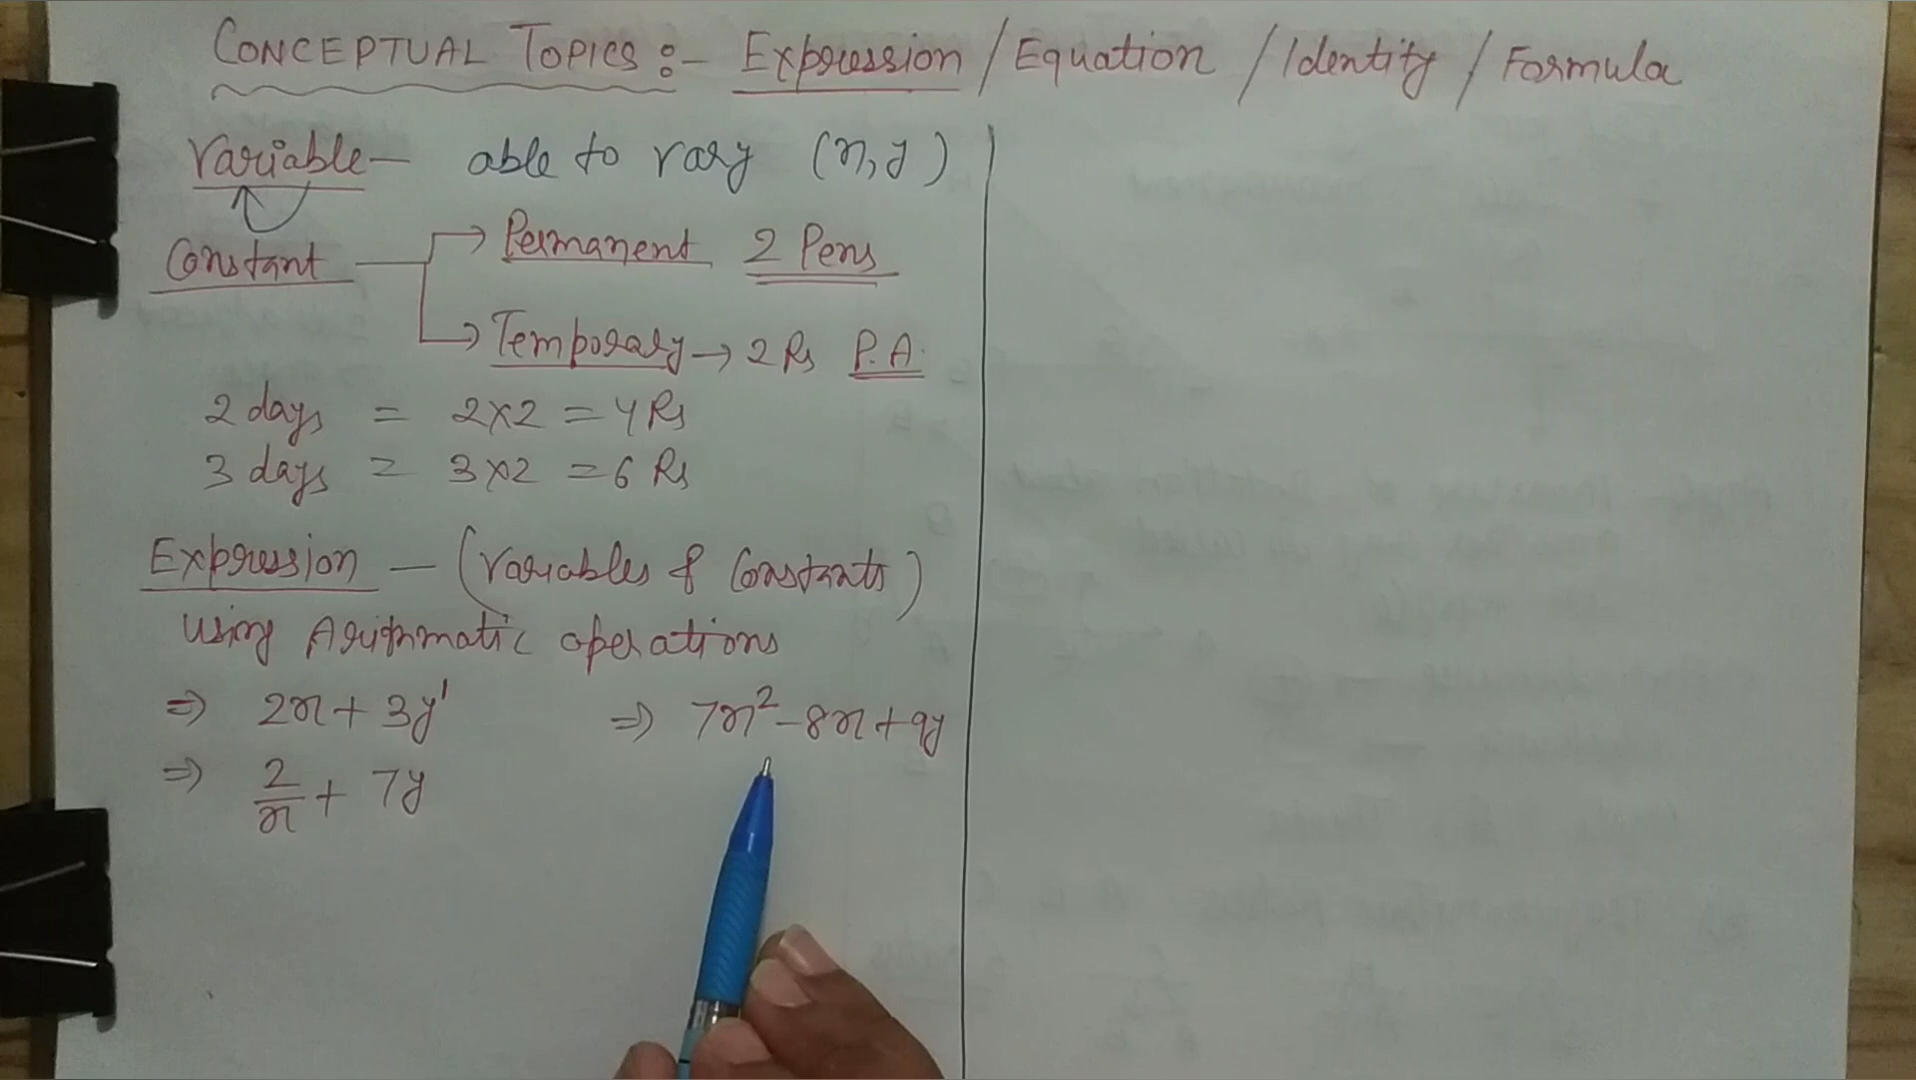 CONCEPTUAL TOPICS :- Expression / Equation / Identity / Formula
Variable - able to vary (x, y)
Constant → Permanent 2 Pens
→ Temporary → 2 Rs P.A.
2 days = 2×2 = 4 Rs
3 days = 3×2 = 6 Rs
Expression - (Variables & Constants)
using Arithmatic operations
⇒ 2x + 3y' ⇒ 7x² - 8x + 9y
⇒ 2/x + 7y